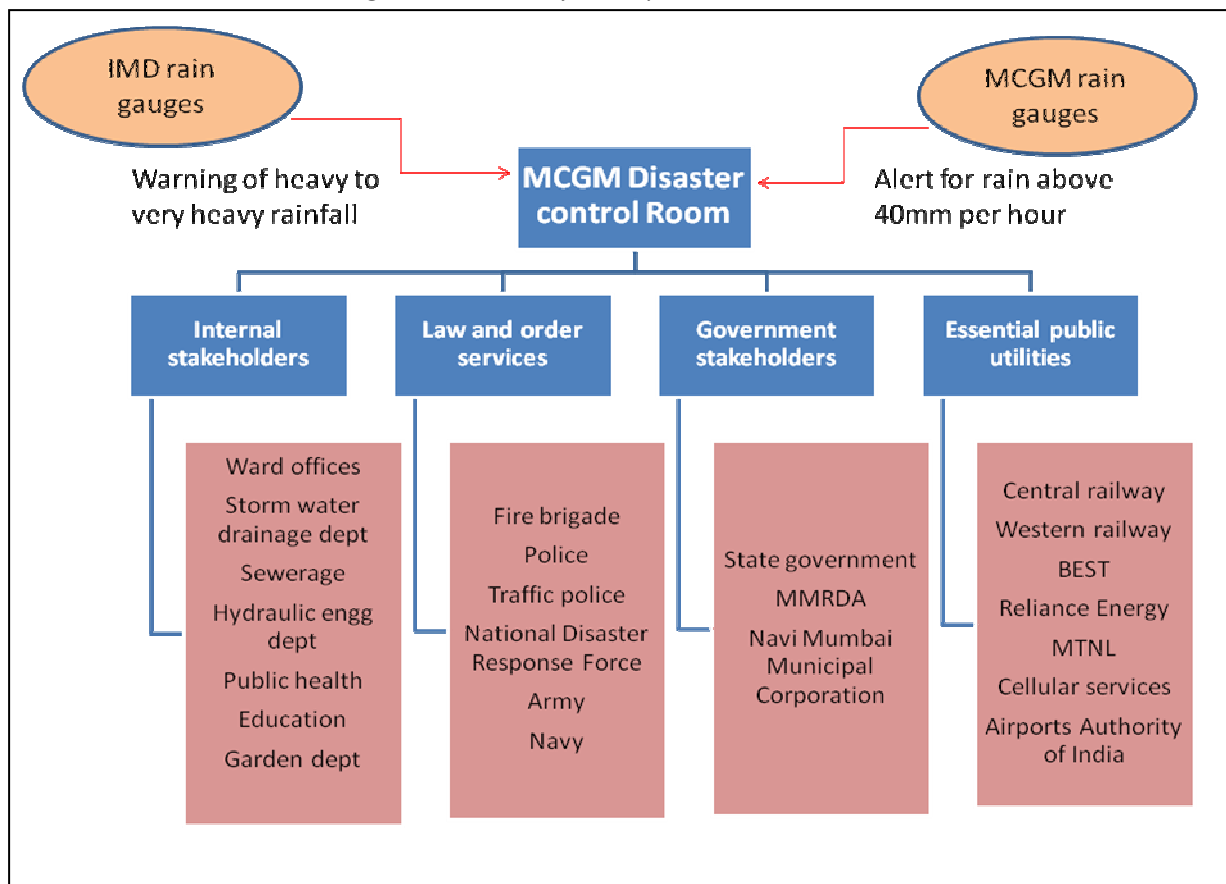 IMD rain
gauges
MCGM rain
gauges
Warning of heavy to
very heavy rainfall
MCGM Disaster
control Room
Alert for rain above
40mm per hour
Internal
stakeholders
Law and order
services
Government
stakeholders
Essential public
utilities
Ward offices
Storm water
drainage dept
Sewerage
Hydraulic engg
dept
Public health
Education
Garden dept
Fire brigade
Police
Traffic police
National Disaster
Response Force
Army
Navy
State government
MMRDA
Navi Mumbai
Municipal
Corporation
Central railway
Western railway
BEST
Reliance Energy
MTNL
Cellular services
Airports Authority
of India